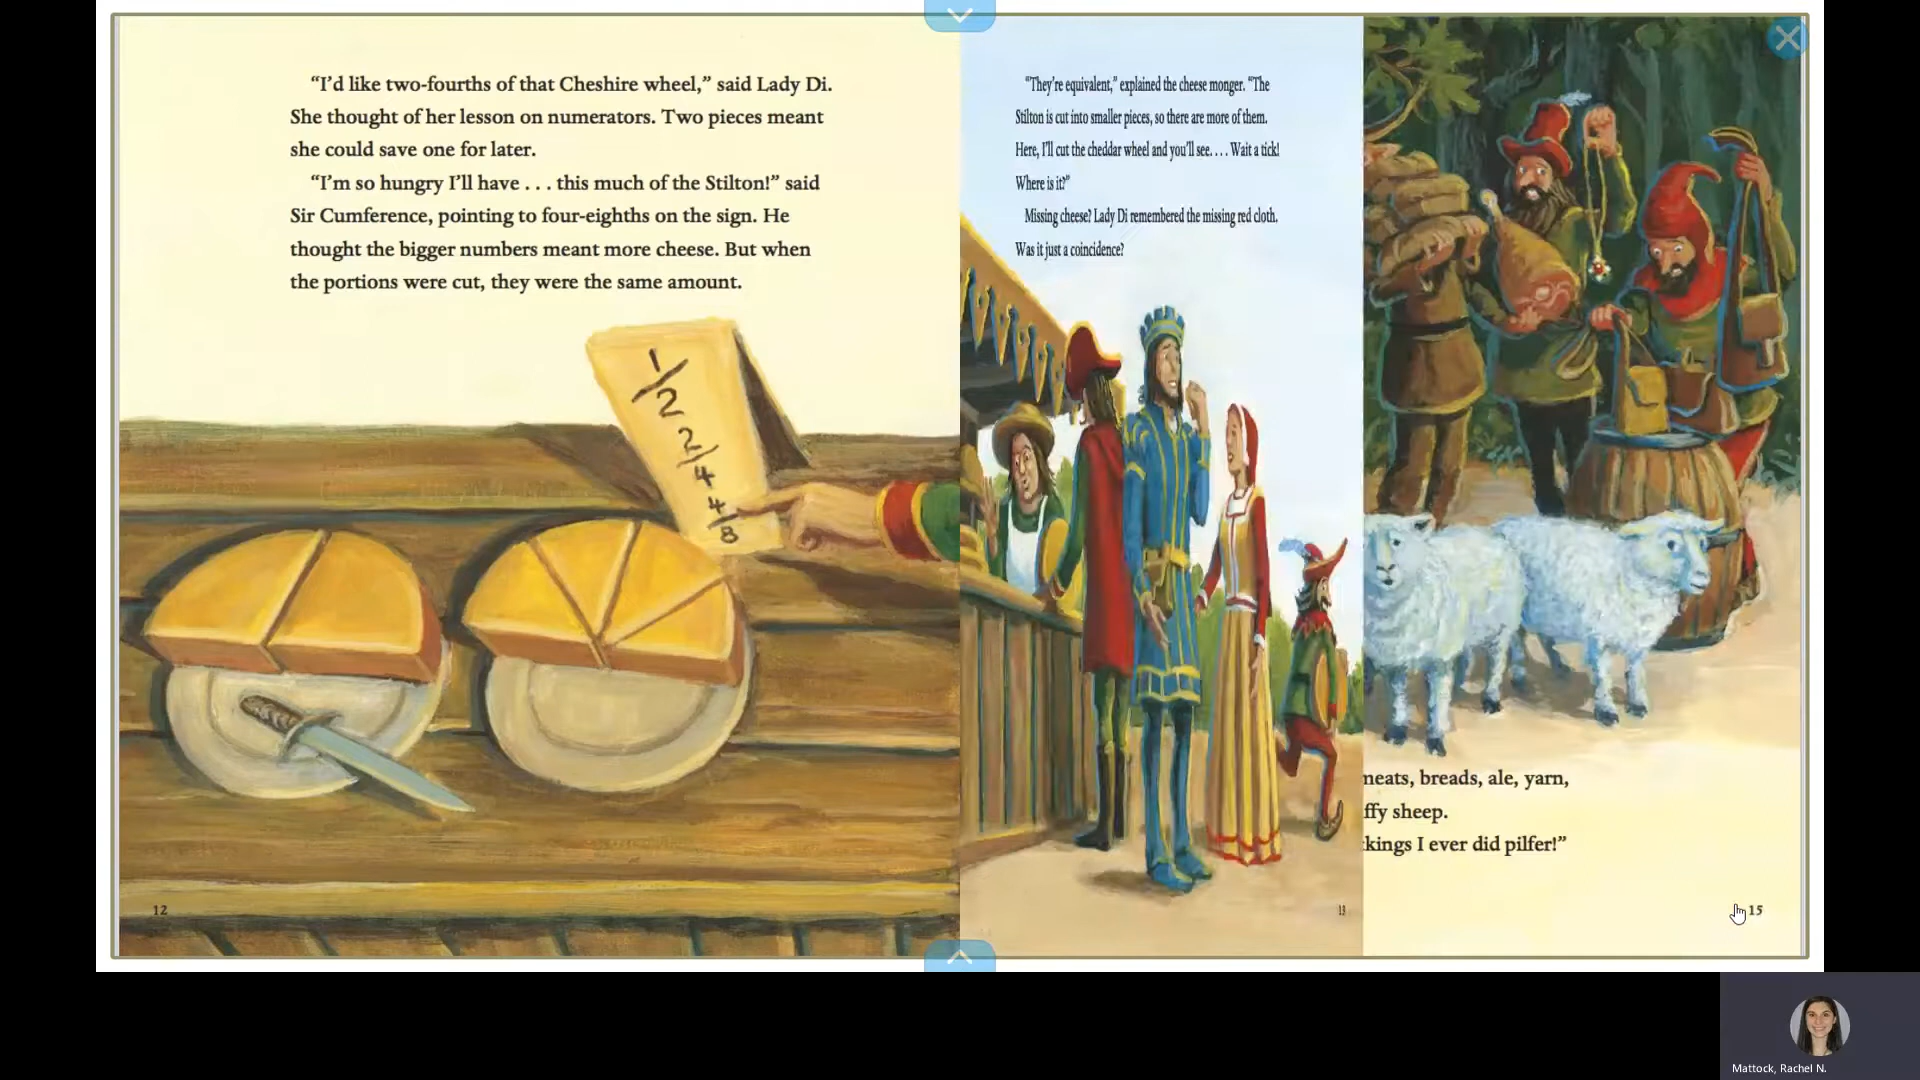 “I’d like two-fourths of that Cheshire wheel,” said Lady Di.
She thought of her lesson on numerators. Two pieces meant
she could save one for later.
“I’m so hungry I’ll have . . . this much of the Stilton!” said
Sir Cumference, pointing to four-eighths on the sign. He
thought the bigger numbers meant more cheese. But when
the portions were cut, they were the same amount.
1/2
2/4
4/8
12
“They’re equivalent,” explained the cheese monger. “The
Stilton is cut into smaller pieces, so there are more of them.
Here, I’ll cut the cheddar wheel and you’ll see. . . . Wait a tick!
Where is it?”
Missing cheese? Lady Di remembered the missing red cloth.
Was it just a coincidence?
13
meats, breads, ale, yarn,
ffy sheep.
kings I ever did pilfer!”
15
Mattock, Rachel N.